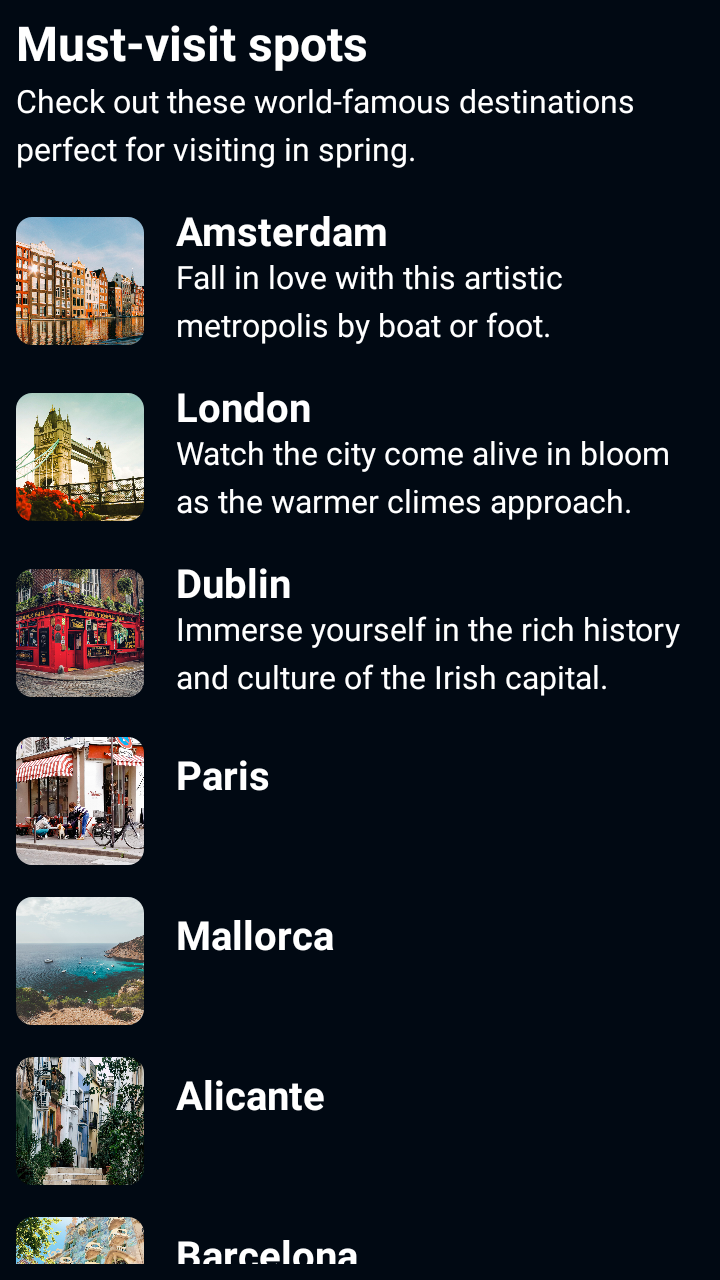 Must-visit spots
Check out these world-famous destinations
perfect for visiting in spring.
Amsterdam
Fall in love with this artistic
metropolis by boat or foot.
London
Watch the city come alive in bloom
as the warmer climes approach.
Dublin
Immerse yourself in the rich history
and culture of the Irish capital.
Paris
Mallorca
Alicante
Barcelona